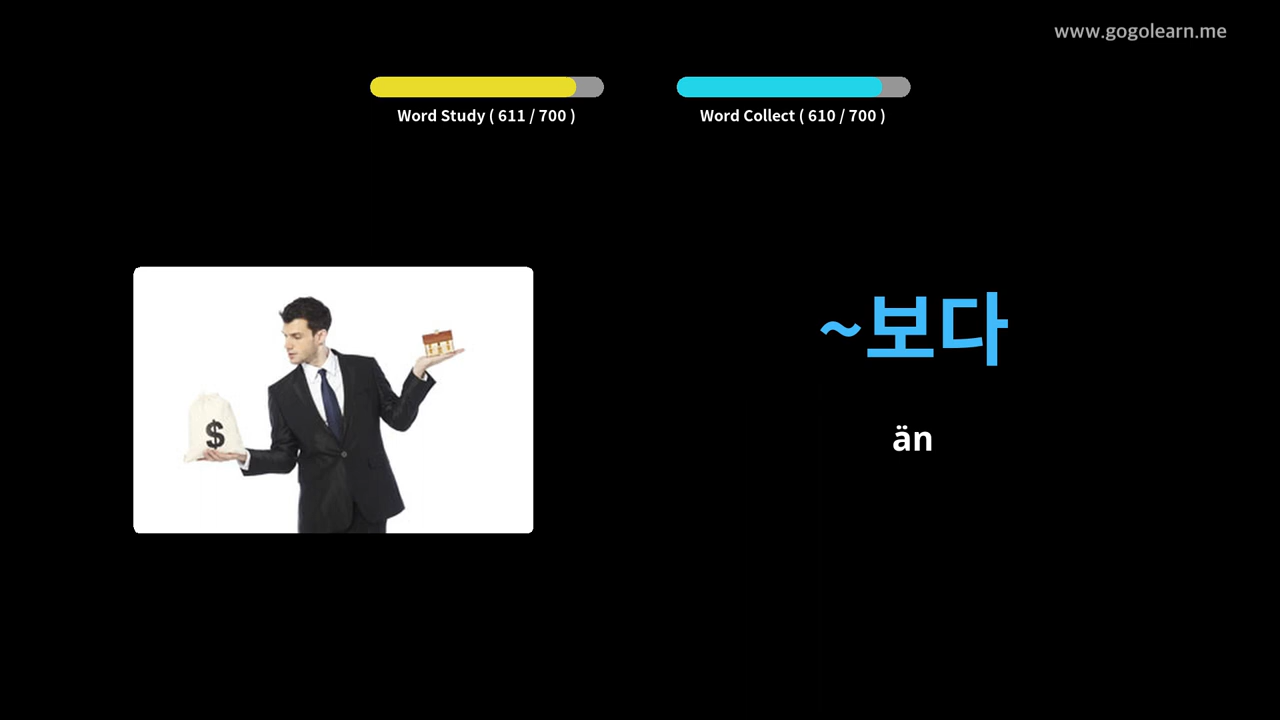 www.gogolearn.me
Word Study ( 611 / 700 )
Word Collect ( 610 / 700 )
$
~보다
än